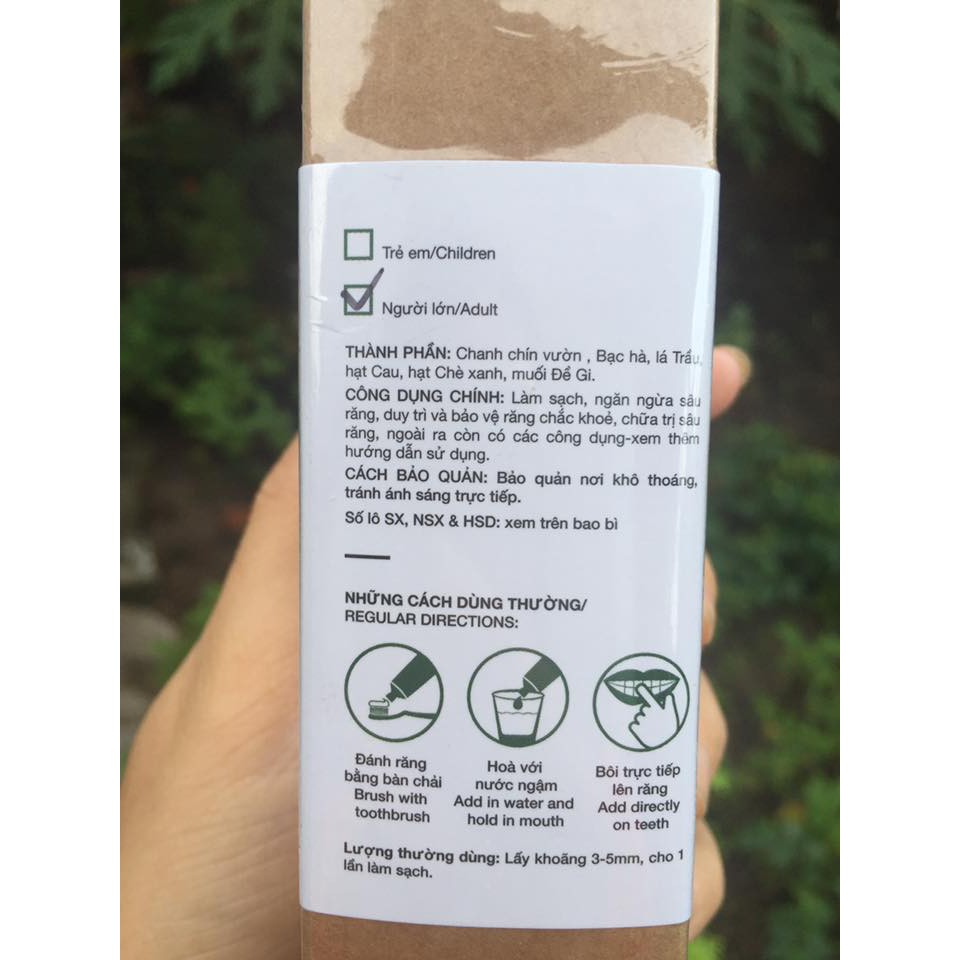 Trẻ em/Children
Người lớn/Adult
THÀNH PHẦN: Chanh chín vườn , Bạc hà, lá Trầu,
hạt Cau, hạt Chè xanh, muối Đề Gi.
CÔNG DỤNG CHÍNH: Làm sạch, ngăn ngừa sâu
răng, duy trì và bảo vệ răng chắc khoẻ, chữa trị sâu
răng, ngoài ra còn có các công dụng-xem thêm
hướng dẫn sử dụng.
CÁCH BẢO QUẢN: Bảo quản nơi khô thoáng,
tránh ánh sáng trực tiếp.
Số lô SX, NSX & HSD: xem trên bao bì
NHỮNG CÁCH DÙNG THƯỜNG/
REGULAR DIRECTIONS:
Đánh răng
bằng bàn chải
Brush with
toothbrush
Hoà với
nước ngậm
Add in water and
hold in mouth
Bôi trực tiếp
lên răng
Add directly
on teeth
Lượng thường dùng: Lấy khoãng 3-5mm, cho 1
lần làm sạch.